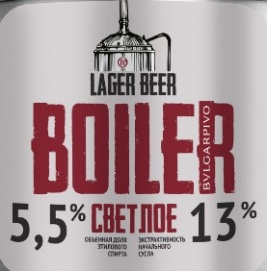 LAGER BEER
BOILER
BVLGARPIVO
5,5% СВЕТЛОЕ 13%
ОБЪЕМНАЯ ДОЛЯ
ЭТИЛОВОГО
СПИРТА
ЭКСТРАКТИВНОСТЬ
НАЧАЛЬНОГО
СУСЛА